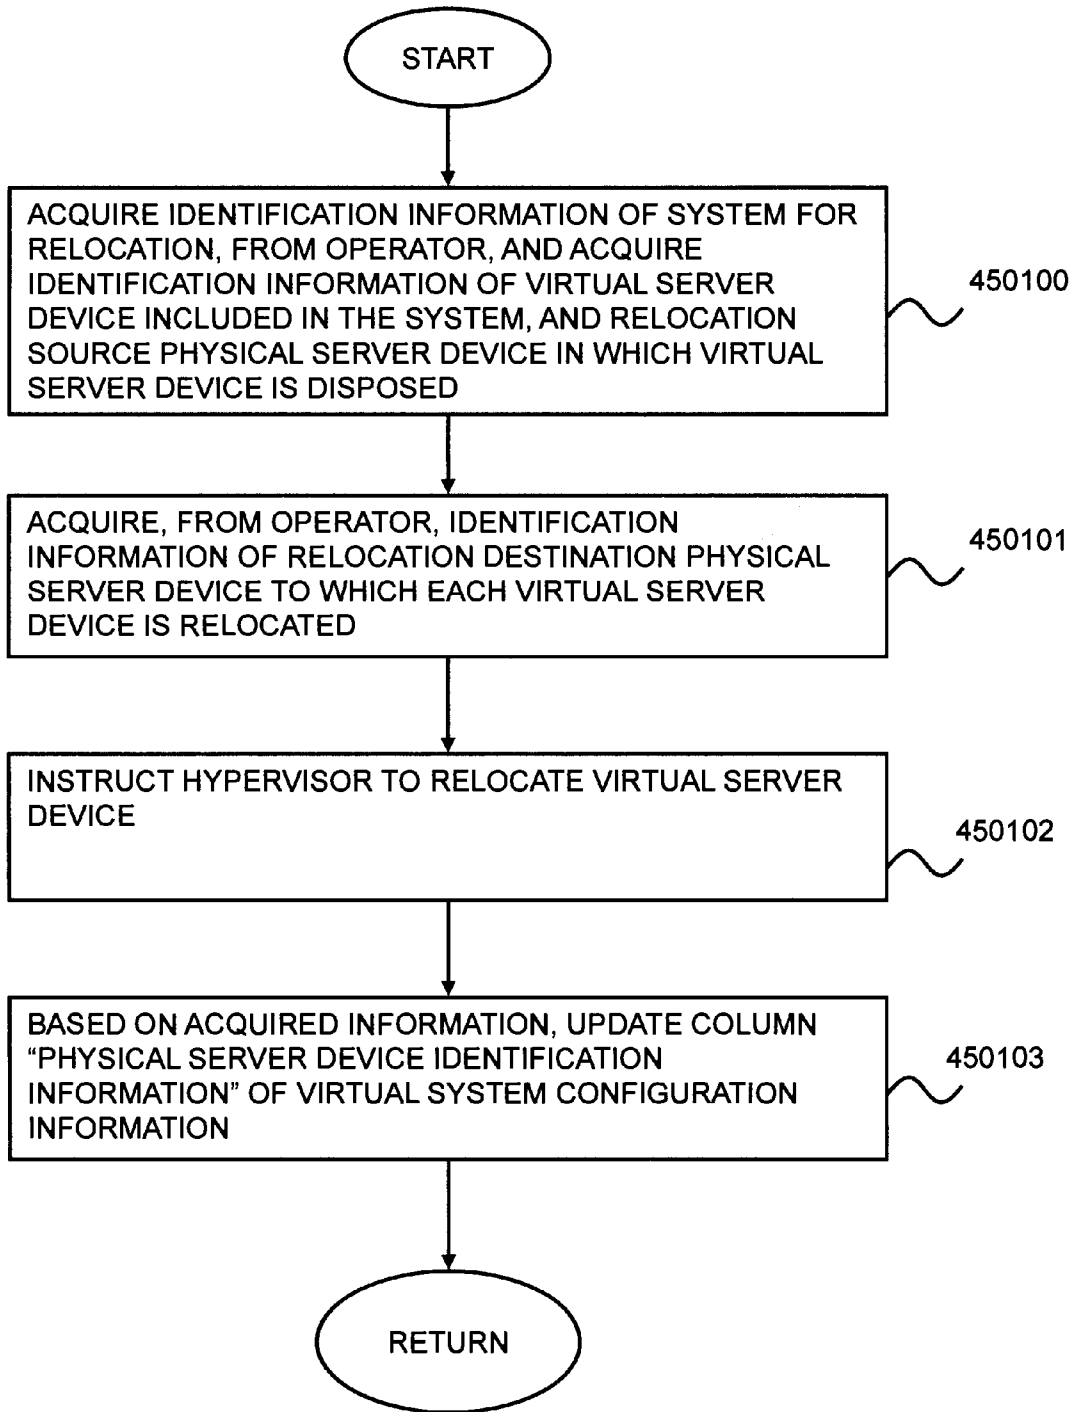 START
ACQUIRE IDENTIFICATION INFORMATION OF SYSTEM FOR
RELOCATION, FROM OPERATOR, AND ACQUIRE
IDENTIFICATION INFORMATION OF VIRTUAL SERVER
DEVICE INCLUDED IN THE SYSTEM, AND RELOCATION
SOURCE PHYSICAL SERVER DEVICE IN WHICH VIRTUAL
SERVER DEVICE IS DISPOSED
450100
ACQUIRE, FROM OPERATOR, IDENTIFICATION
INFORMATION OF RELOCATION DESTINATION PHYSICAL
SERVER DEVICE TO WHICH EACH VIRTUAL SERVER
DEVICE IS RELOCATED
450101
INSTRUCT HYPERVISOR TO RELOCATE VIRTUAL SERVER
DEVICE
450102
BASED ON ACQUIRED INFORMATION, UPDATE COLUMN
“PHYSICAL SERVER DEVICE IDENTIFICATION
INFORMATION” OF VIRTUAL SYSTEM CONFIGURATION
INFORMATION
450103
RETURN